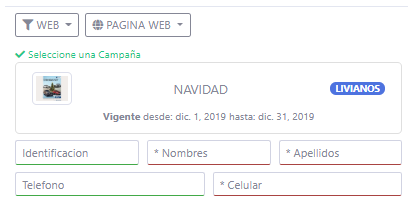 WEB PAGINA WEB
Seleccione una Campaña
NAVIDAD LIVIANOS
Vigente desde: dic. 1, 2019 hasta: dic. 31, 2019
Identificacion * Nombres * Apellidos
Telefono * Celular